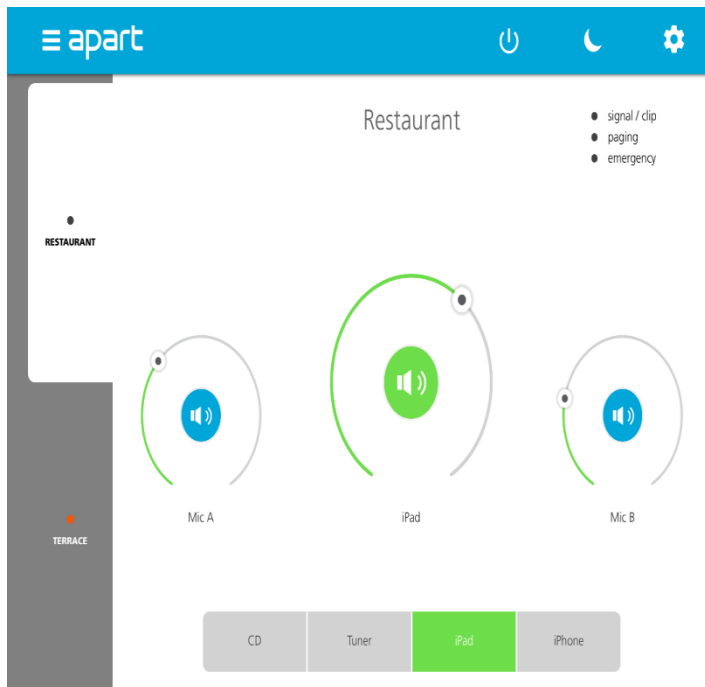 apart
Restaurant
signal / clip
paging
emergency
RESTAURANT
Mic A
iPad
Mic B
TERRACE
CD
Tuner
iPad
iPhone